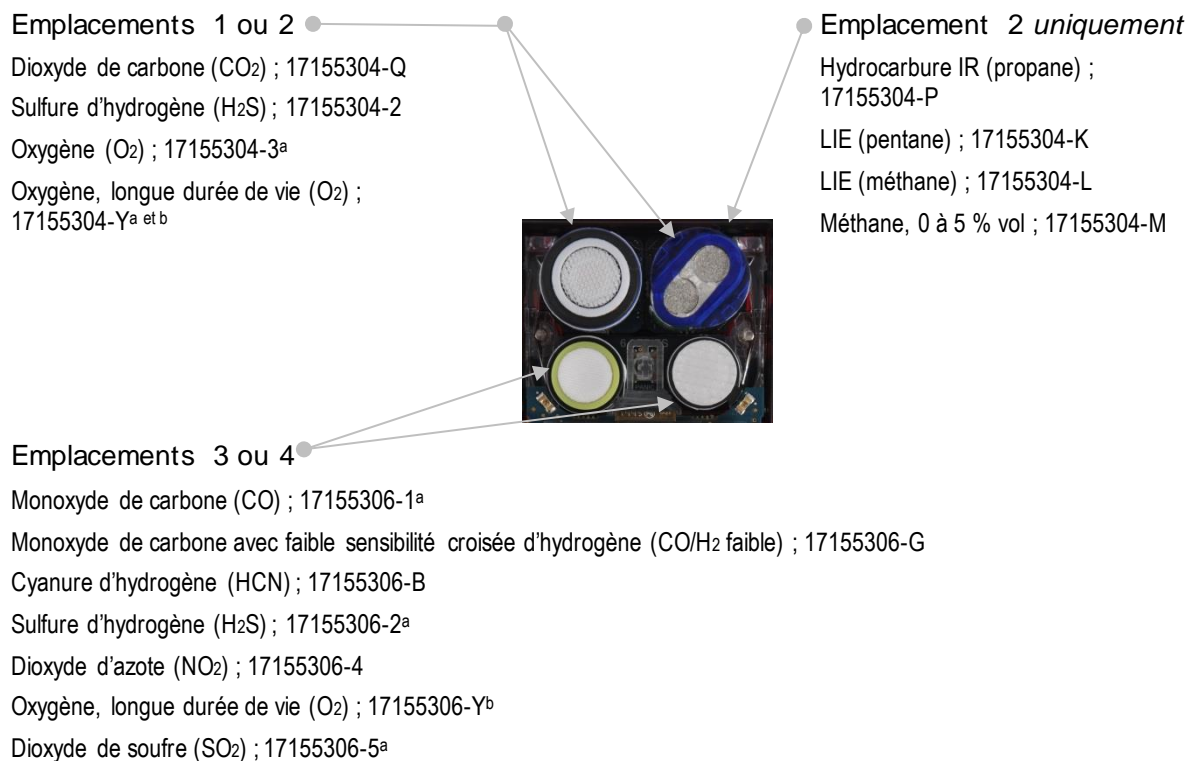 Emplacements 1 ou 2
Dioxyde de carbone (CO2) ; 17155304-Q
Sulfure d'hydrogène (H2S) ; 17155304-2
Oxygène (O2) ; 17155304-3a
Oxygène, longue durée de vie (O2) ;
17155304-Ya et b
Emplacement 2 uniquement
Hydrocarbure IR (propane) ;
17155304-P
LIE (pentane) ; 17155304-K
LIE (méthane) ; 17155304-L
Méthane, 0 à 5 % vol ; 17155304-M
Emplacements 3 ou 4
Monoxyde de carbone (CO) ; 17155306-1a
Monoxyde de carbone avec faible sensibilité croisée d'hydrogène (CO/H2 faible) ; 17155306-G
Cyanure d'hydrogène (HCN) ; 17155306-B
Sulfure d'hydrogène (H2S) ; 17155306-2a
Dioxyde d'azote (NO2) ; 17155306-4
Oxygène, longue durée de vie (O2) ; 17155306-Yb
Dioxyde de soufre (SO2) ; 17155306-5a